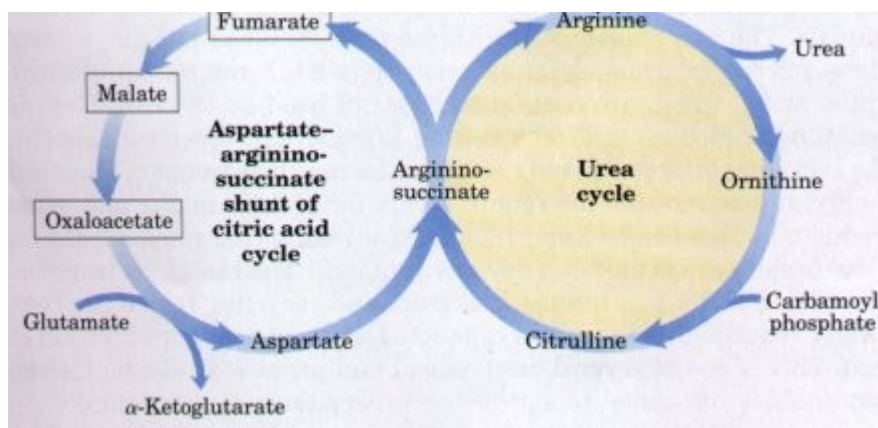 Fumarate
Arginine
Urea
Malate
Aspartate–
arginino-
succinate
shunt of
citric acid
cycle
Arginino-
succinate
Urea
cycle
Ornithine
Oxaloacetate
Carbamoyl
phosphate
Glutamate
Aspartate
Citrulline
α-Ketoglutarate